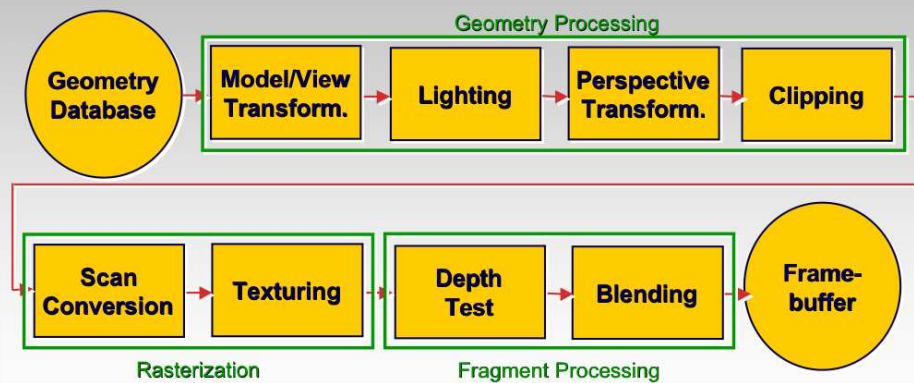 Geometry Processing
Geometry
Database
Model/View
Transform.
Lighting
Perspective
Transform.
Clipping
Scan
Conversion
Texturing
Depth
Test
Blending
Frame-
buffer
Rasterization
Fragment Processing